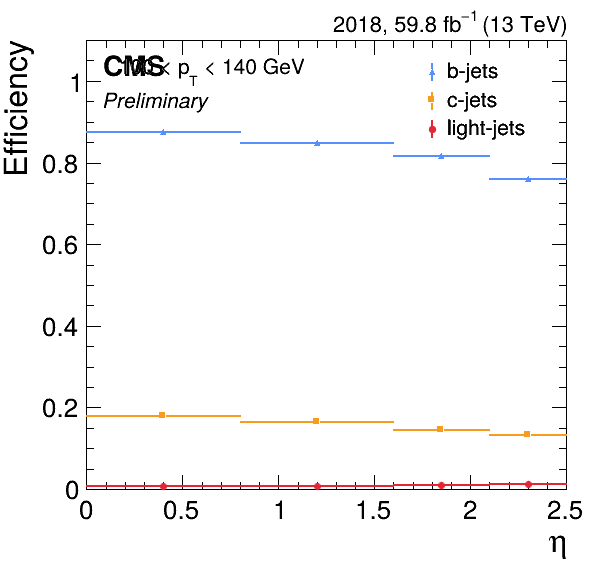 2018, 59.8 fb−1 (13 TeV)
CMS < pT < 140 GeV
Preliminary
b-jets
c-jets
light-jets
Efficiency
1
0.8
0.6
0.4
0.2
0
0 0.5 1 1.5 2 2.5
η